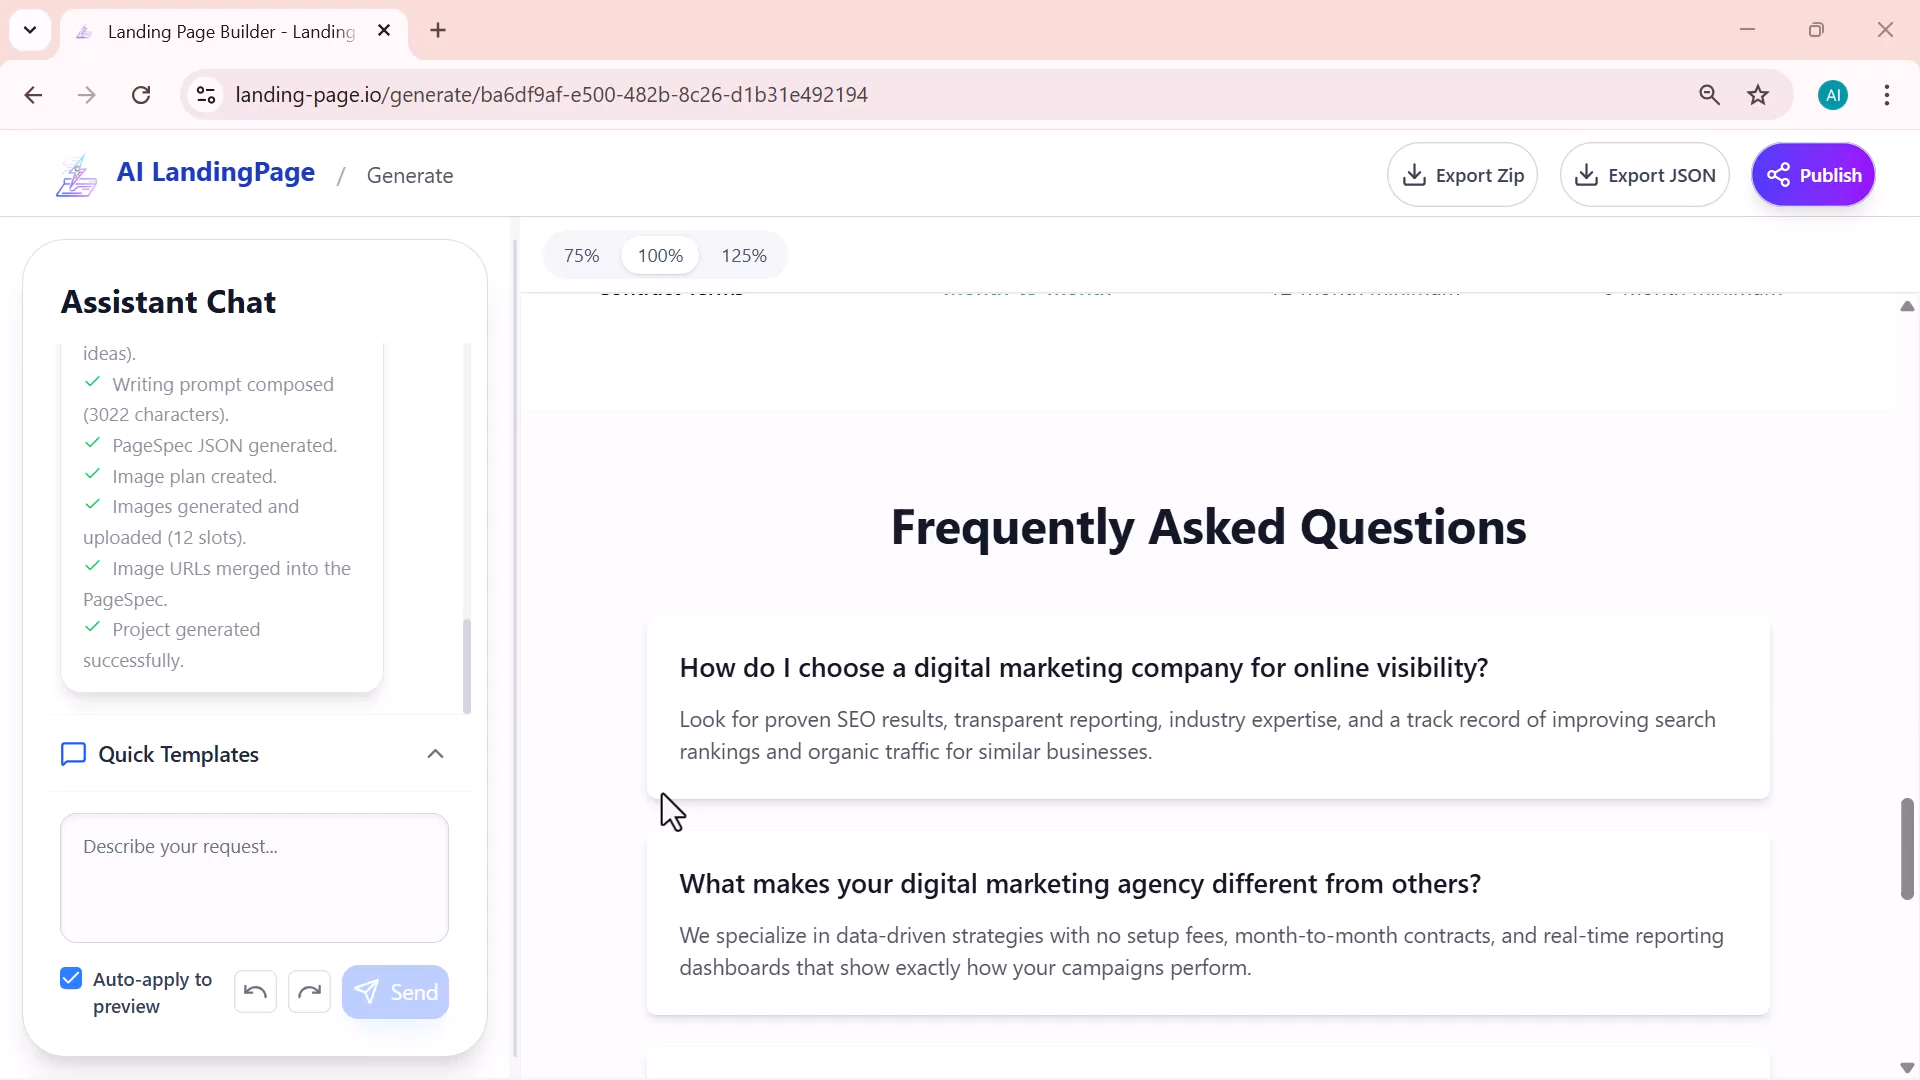 Landing Page Builder - Landing
landing-page.io/generate/ba6df9af-e500-482b-8c26-d1b31e492194
AI
AI LandingPage / Generate
Export Zip
Export JSON
Publish
75% 100% 125%
Assistant Chat
ideas).
Writing prompt composed
(3022 characters).
PageSpec JSON generated.
Image plan created.
Images generated and
uploaded (12 slots).
Image URLs merged into the
PageSpec.
Project generated
successfully.
Quick Templates
Describe your request...
Auto-apply to
preview
Send
Frequently Asked Questions
How do I choose a digital marketing company for online visibility?
Look for proven SEO results, transparent reporting, industry expertise, and a track record of improving search
rankings and organic traffic for similar businesses.
What makes your digital marketing agency different from others?
We specialize in data-driven strategies with no setup fees, month-to-month contracts, and real-time reporting
dashboards that show exactly how your campaigns perform.